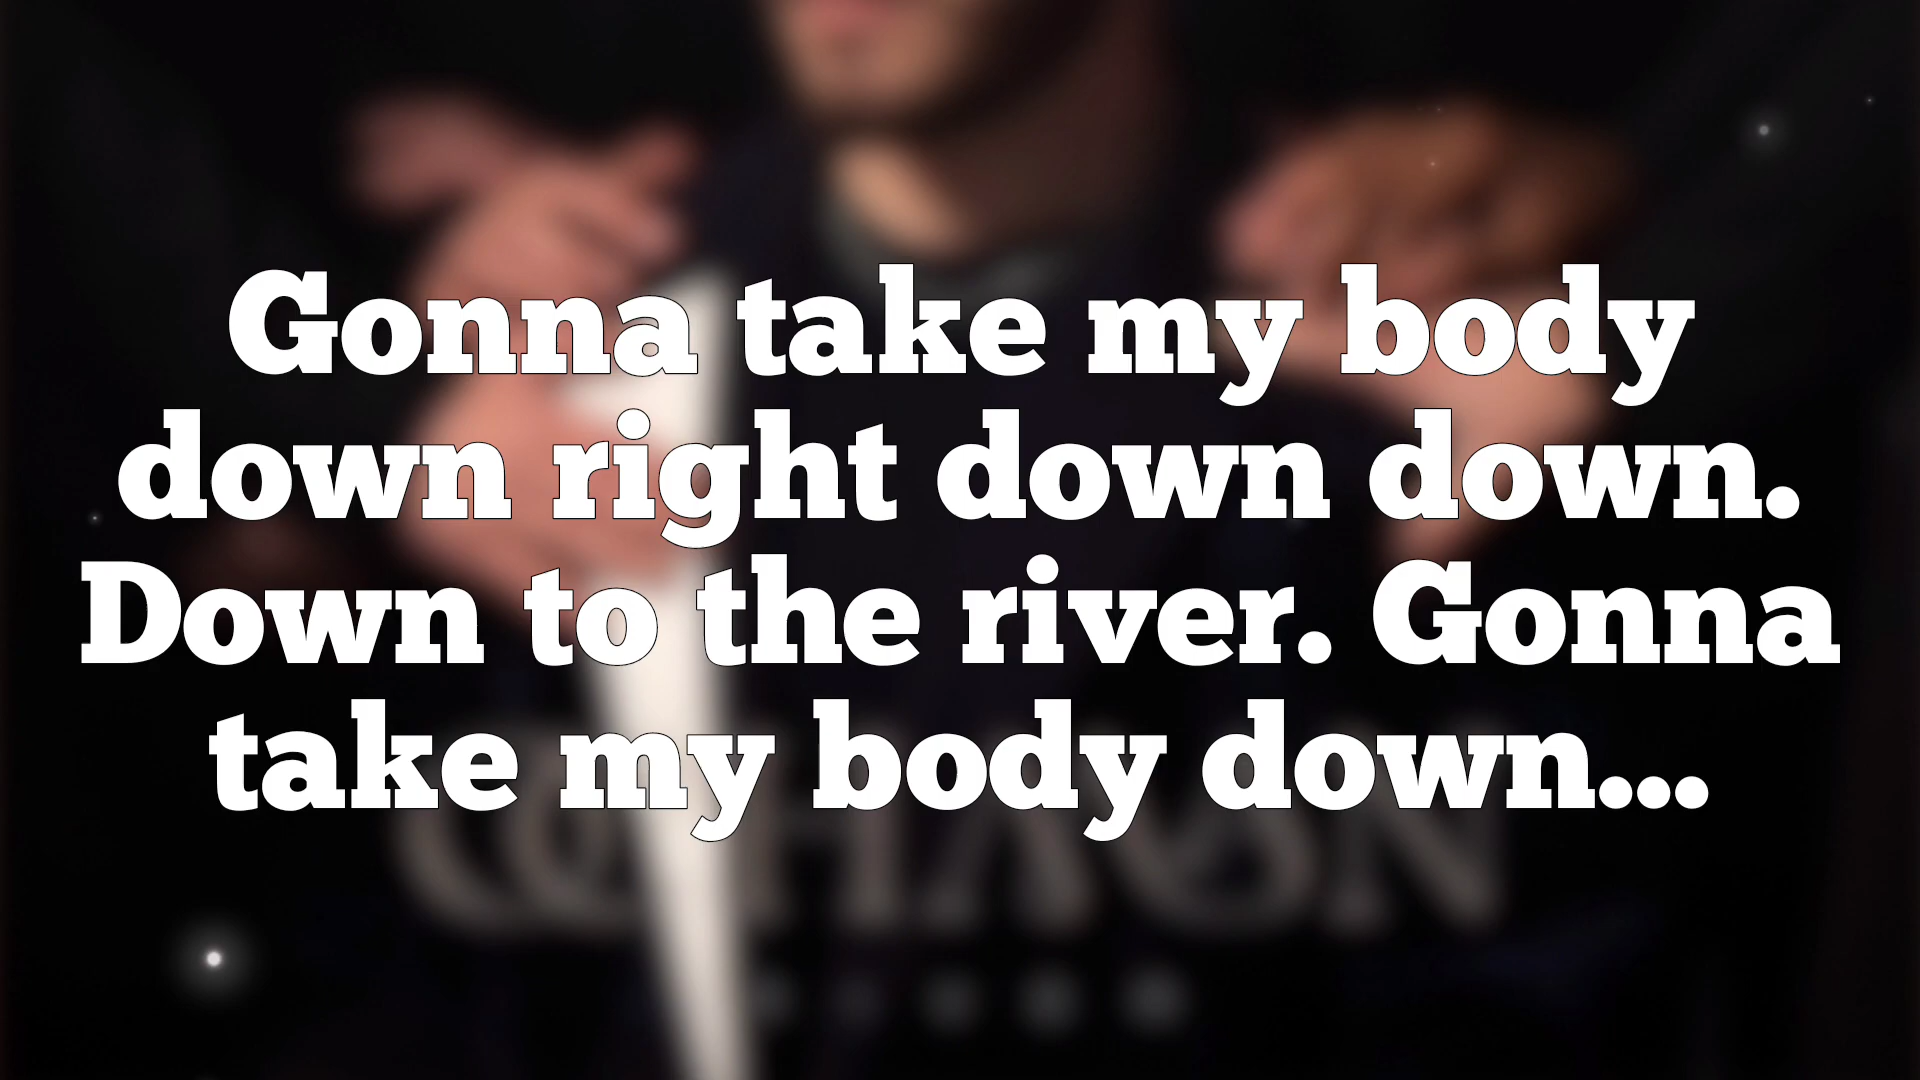 Gonna take my body
down right down down.
Down to the river. Gonna
take my body down...